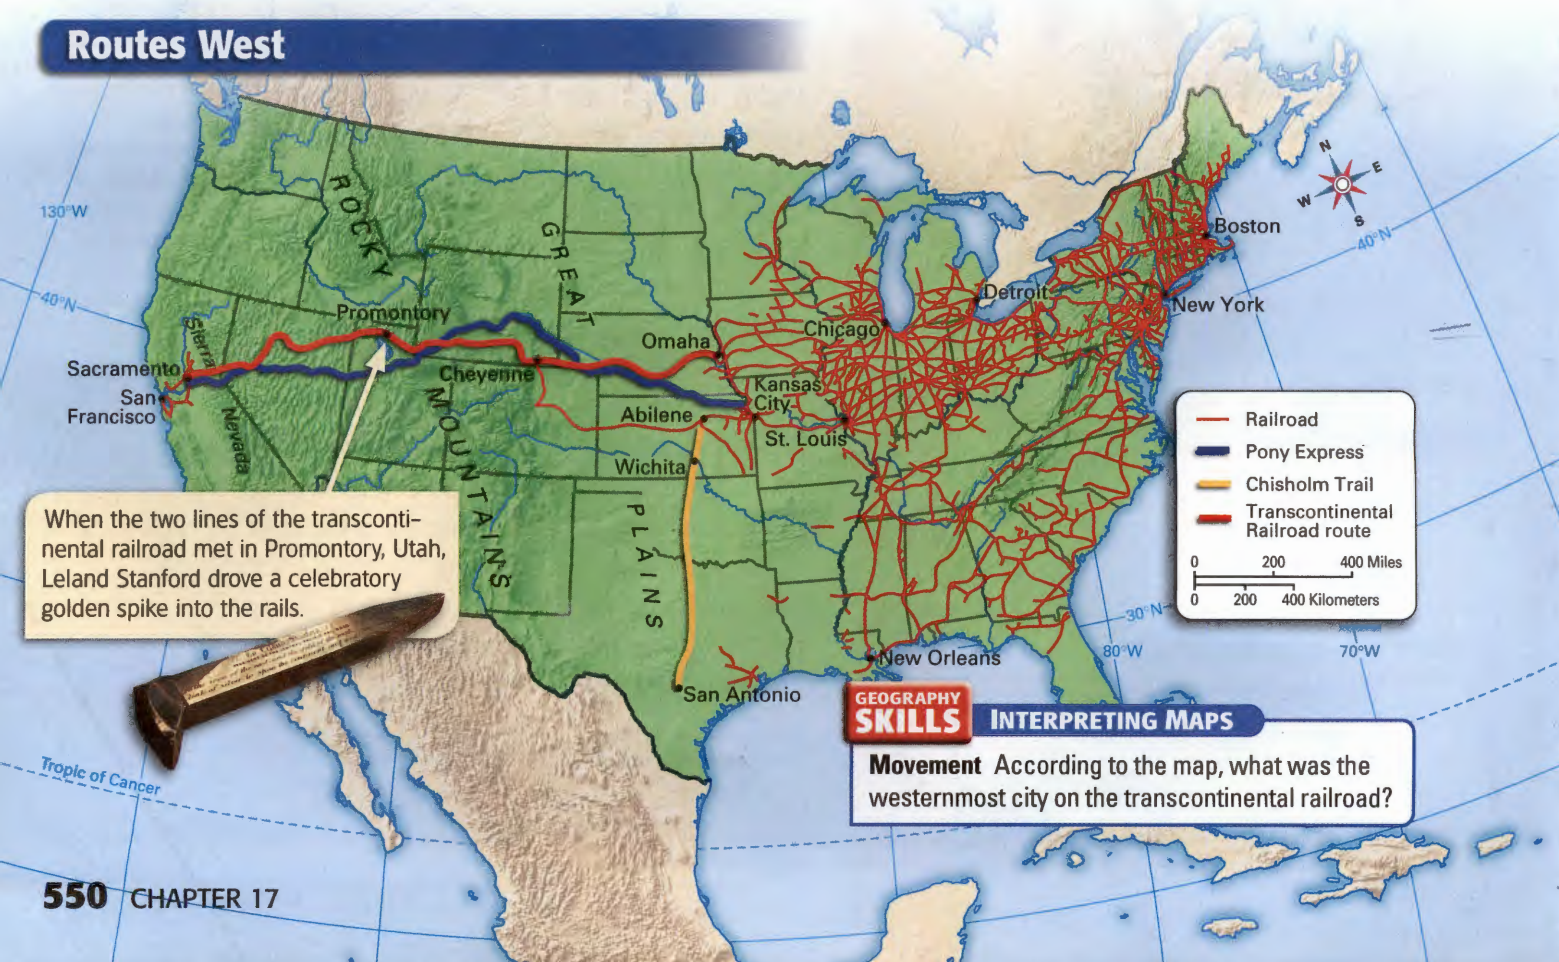 Routes West
130°W
40°N
ROCKY
MOUNTAINS
GREAT
PLAINS
Sierra
Nevada
Promontory
Sacramento
San
Francisco
Cheyenne
Omaha
Kansas
City
Abilene
Wichita
St. Louis
Chicago
Detroit
Boston
New York
New Orleans
San Antonio
N
E
W
S
40°N
30°N
80°W
70°W
Tropic of Cancer
When the two lines of the transconti-
nental railroad met in Promontory, Utah,
Leland Stanford drove a celebratory
golden spike into the rails.
Railroad
Pony Express
Chisholm Trail
Transcontinental
Railroad route
0 200 400 Miles
0 200 400 Kilometers
GEOGRAPHY
SKILLS
INTERPRETING MAPS
Movement According to the map, what was the
westernmost city on the transcontinental railroad?
550 CHAPTER 17